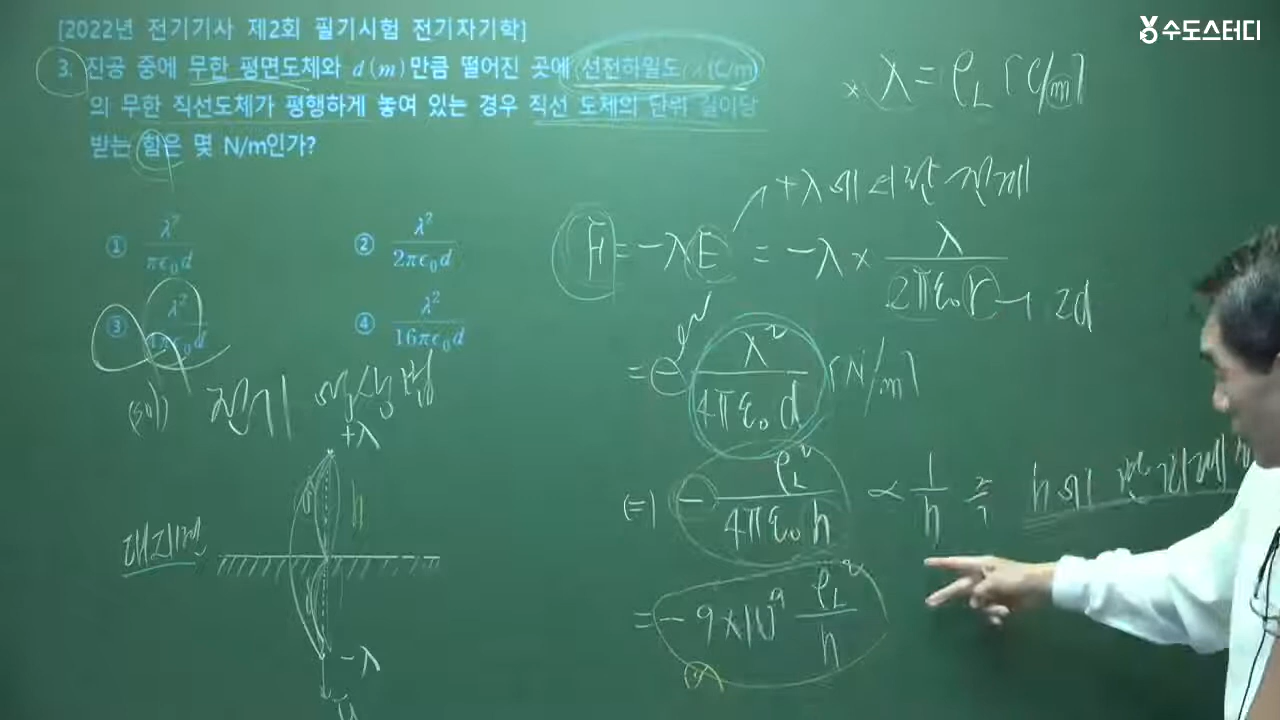 수도스터디
[2022년 전기기사 제2회 필기시험 전기자기학]
3. 진공 중에 무한 평면도체와 d(m)만큼 떨어진 곳에 선전하밀도 λ(C/m)
의 무한 직선도체가 평행하게 놓여 있는 경우 직선 도체의 단위 길이당
받는 힘은 몇 N/m인가?
① λ²/πϵ₀d
② λ²/2πϵ₀d
③ λ²/4πϵ₀d
④ λ²/16πϵ₀d
* λ = ρ_L [C/m]
+λ에 의한 전계
F = -λE = -λ × λ/2πε₀r → 2d
= ⊖ λ²/4πε₀d [N/m]
(=) - ρ_L²/4πε₀h ∝ 1/h 즉 h에 반비례
= -9×10⁹ ρ_L²/h
(풀이) 전기 영상법
+λ
h
대지면
-λ